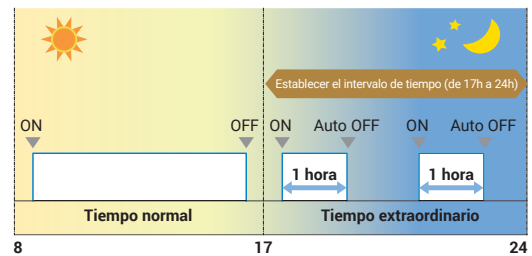 Establecer el intervalo de tiempo (de 17h a 24h)
ON OFF ON Auto OFF ON Auto OFF
1 hora 1 hora
Tiempo normal Tiempo extraordinario
8 17 24